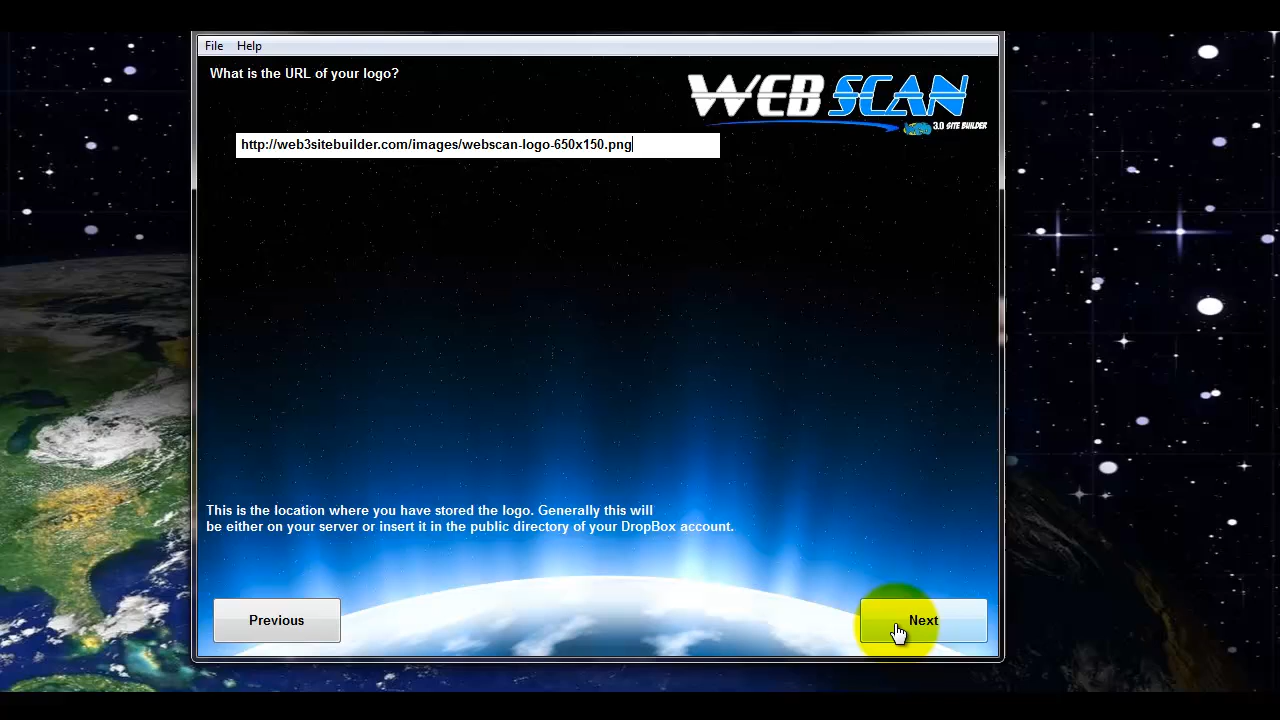 File Help
What is the URL of your logo?
WEBSCAN
3.0 SITE BUILDER
http://web3sitebuilder.com/images/webscan-logo-650x150.png
This is the location where you have stored the logo. Generally this will
be either on your server or insert it in the public directory of your DropBox account.
Previous
Next